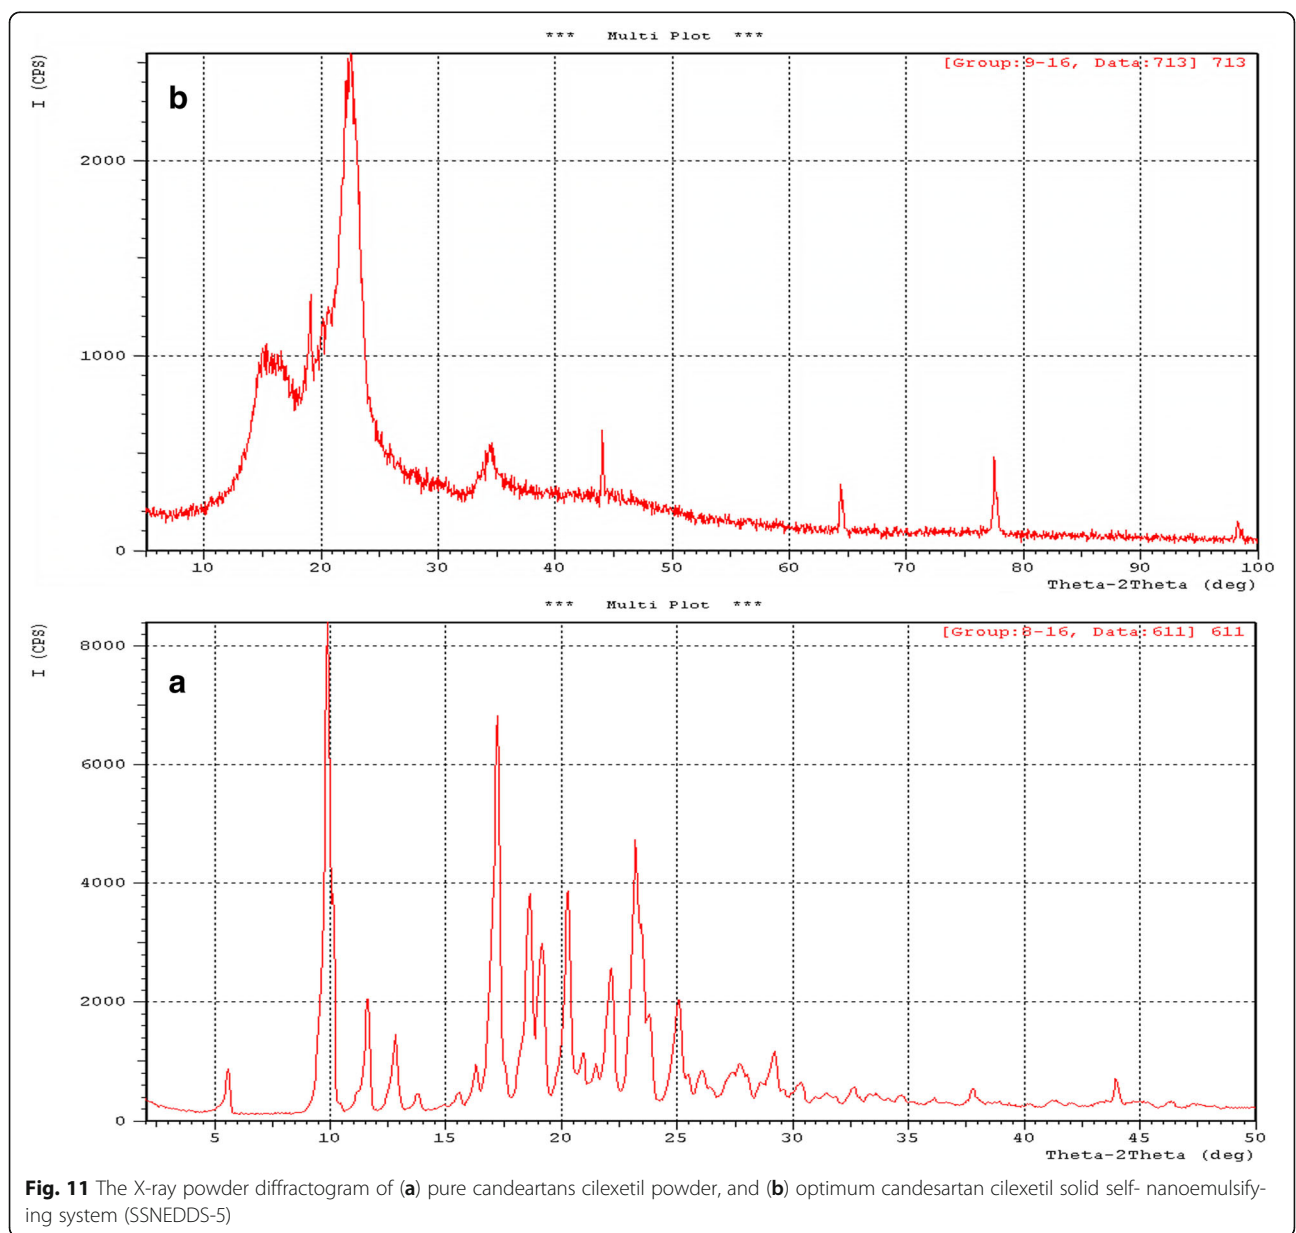 *** Multi Plot ***
I (CPS)
[Group:9-16, Data:713] 713
b
2000
1000
0
10 20 30 40 50 60 70 80 90 100
Theta-2Theta (deg)
*** Multi Plot ***
I (CPS)
[Group:8-16, Data:611] 611
a
8000
6000
4000
2000
0
5 10 15 20 25 30 35 40 45 50
Theta-2Theta (deg)
Fig. 11 The X-ray powder diffractogram of (a) pure candeartans cilexetil powder, and (b) optimum candesartan cilexetil solid self- nanoemulsify-
ing system (SSNEDDS-5)